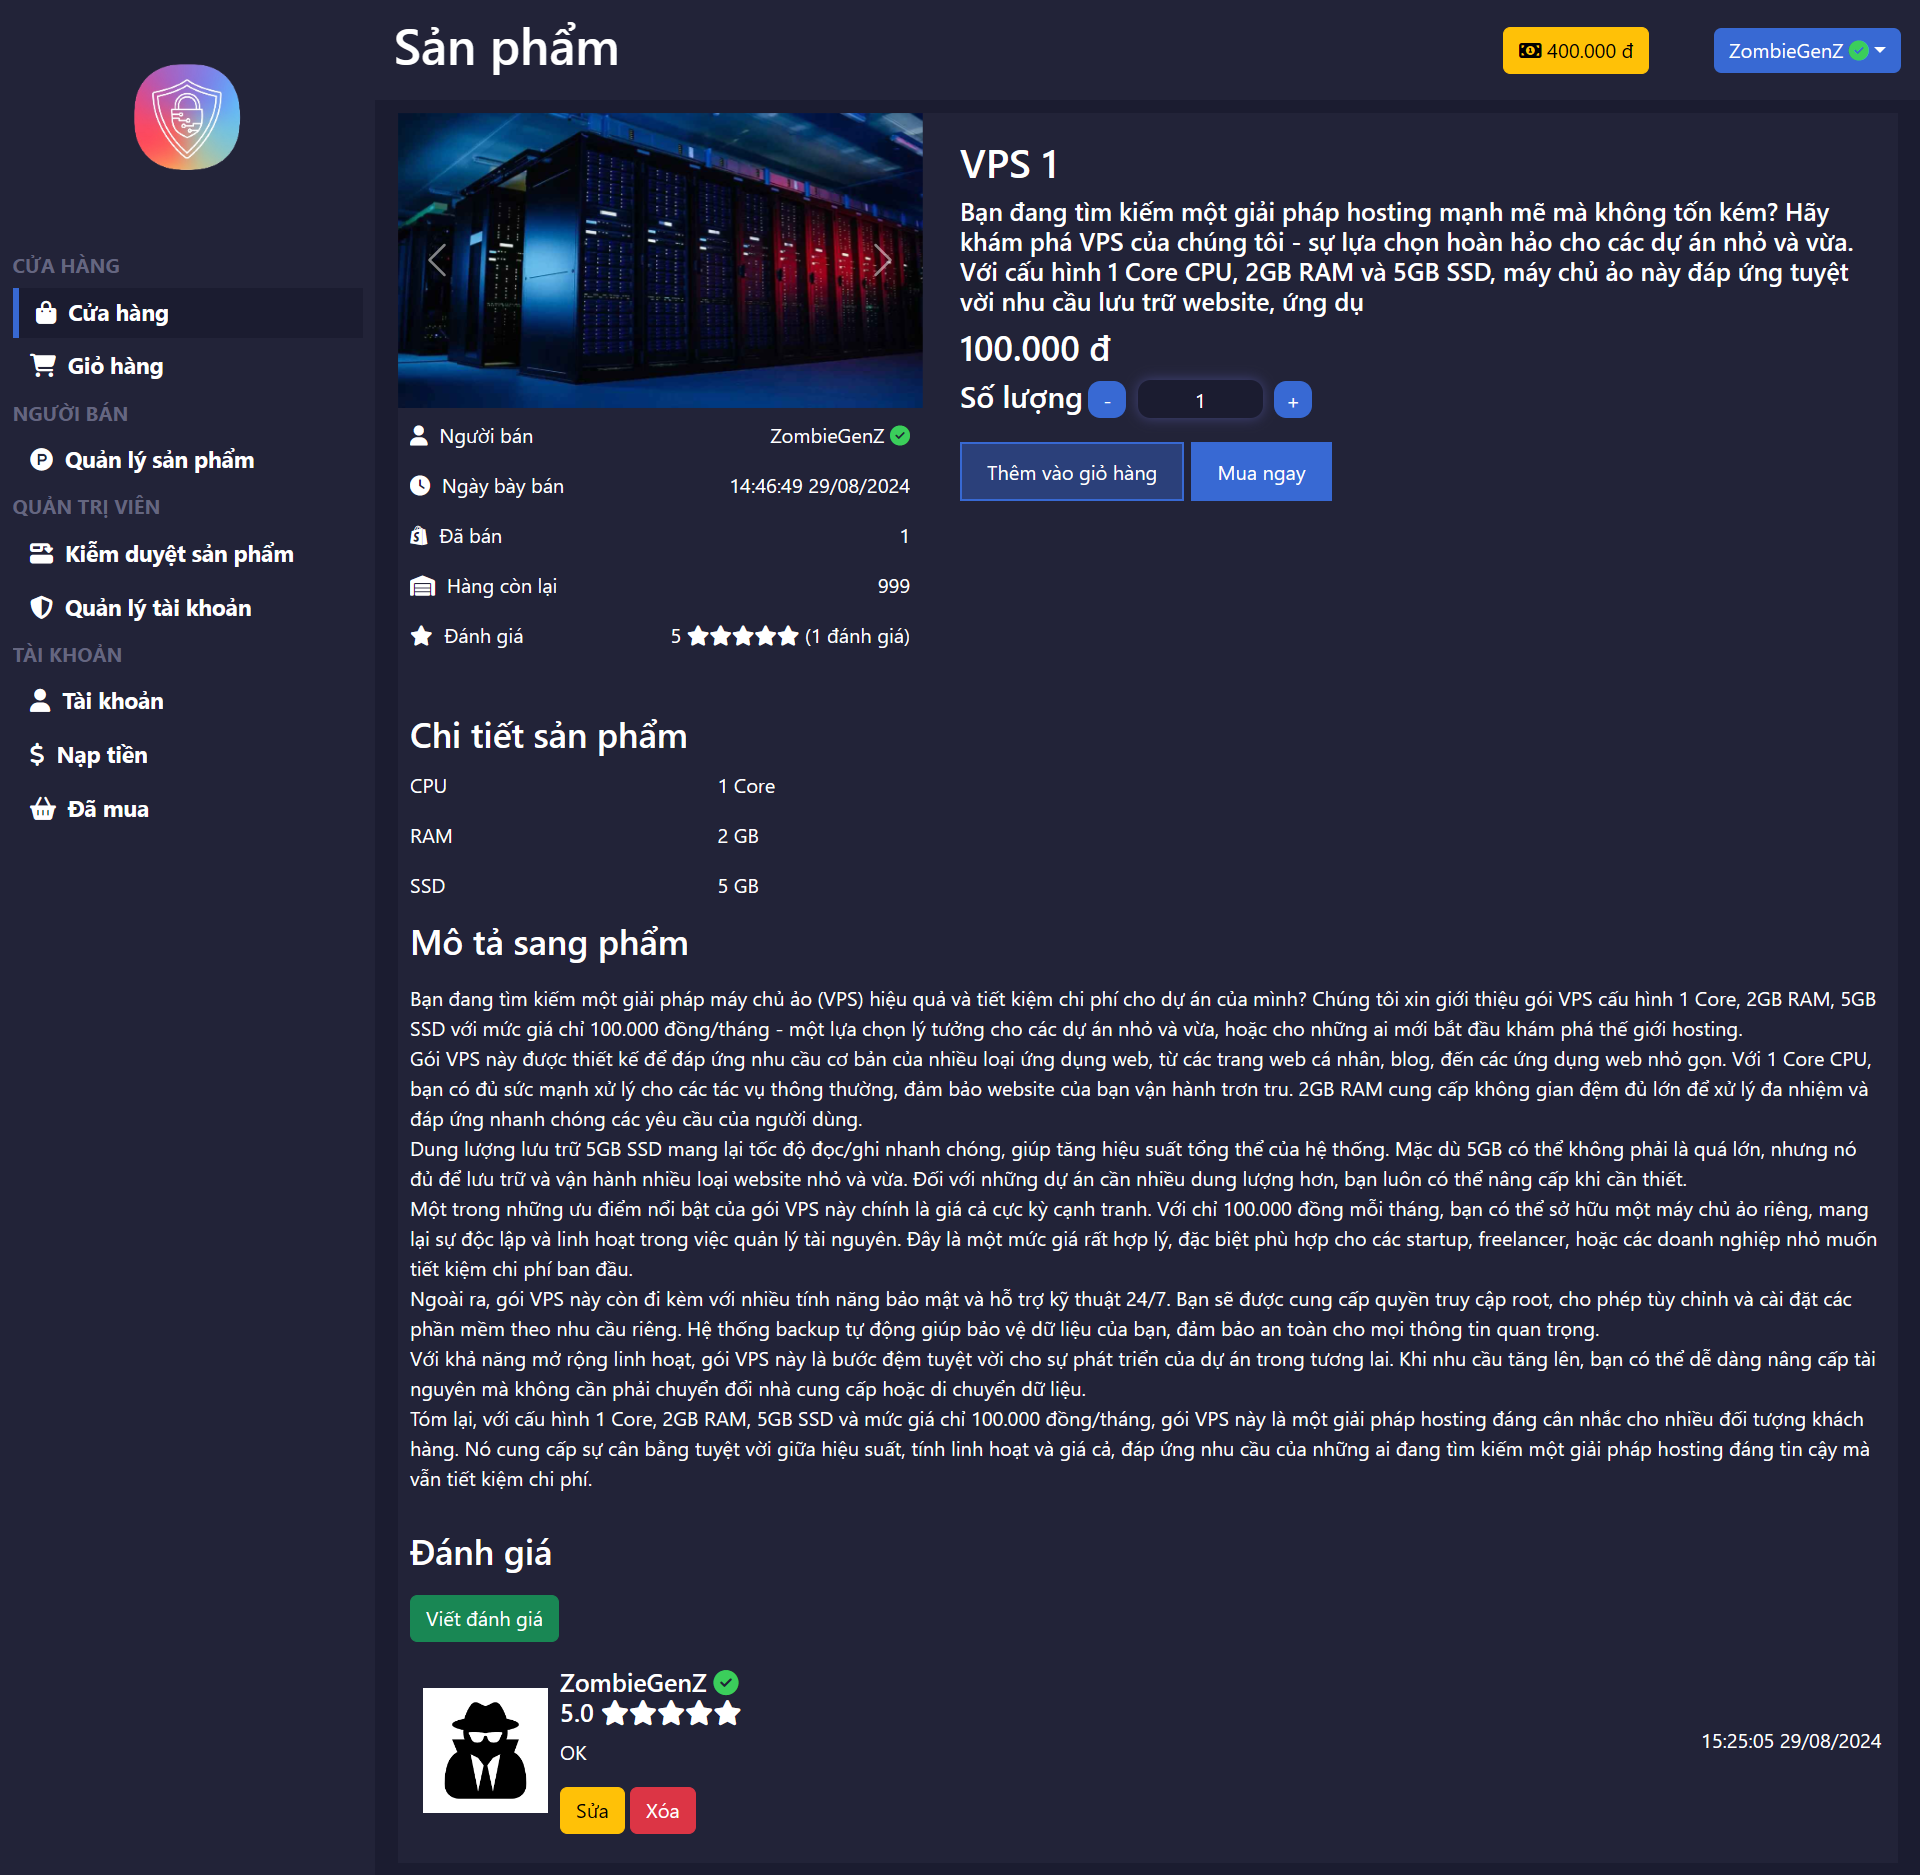 Sản phẩm
400.000 đ
ZombieGenZ
CỬA HÀNG
Cửa hàng
Giỏ hàng
NGƯỜI BÁN
Quản lý sản phẩm
QUẢN TRỊ VIÊN
Kiễm duyệt sản phẩm
Quản lý tài khoản
TÀI KHOẢN
Tài khoản
Nạp tiền
Đã mua
VPS 1
Bạn đang tìm kiếm một giải pháp hosting mạnh mẽ mà không tốn kém? Hãy
khám phá VPS của chúng tôi - sự lựa chọn hoàn hảo cho các dự án nhỏ và vừa.
Với cấu hình 1 Core CPU, 2GB RAM và 5GB SSD, máy chủ ảo này đáp ứng tuyệt
vời nhu cầu lưu trữ website, ứng dụ
100.000 đ
Số lượng - 1 +
Thêm vào giỏ hàng
Mua ngay
Người bán ZombieGenZ
Ngày bày bán 14:46:49 29/08/2024
Đã bán 1
Hàng còn lại 999
Đánh giá 5 (1 đánh giá)
Chi tiết sản phẩm
CPU 1 Core
RAM 2 GB
SSD 5 GB
Mô tả sang phẩm
Bạn đang tìm kiếm một giải pháp máy chủ ảo (VPS) hiệu quả và tiết kiệm chi phí cho dự án của mình? Chúng tôi xin giới thiệu gói VPS cấu hình 1 Core, 2GB RAM, 5GB
SSD với mức giá chỉ 100.000 đồng/tháng - một lựa chọn lý tưởng cho các dự án nhỏ và vừa, hoặc cho những ai mới bắt đầu khám phá thế giới hosting.
Gói VPS này được thiết kế để đáp ứng nhu cầu cơ bản của nhiều loại ứng dụng web, từ các trang web cá nhân, blog, đến các ứng dụng web nhỏ gọn. Với 1 Core CPU,
bạn có đủ sức mạnh xử lý cho các tác vụ thông thường, đảm bảo website của bạn vận hành trơn tru. 2GB RAM cung cấp không gian đệm đủ lớn để xử lý đa nhiệm và
đáp ứng nhanh chóng các yêu cầu của người dùng.
Dung lượng lưu trữ 5GB SSD mang lại tốc độ đọc/ghi nhanh chóng, giúp tăng hiệu suất tổng thể của hệ thống. Mặc dù 5GB có thể không phải là quá lớn, nhưng nó
đủ để lưu trữ và vận hành nhiều loại website nhỏ và vừa. Đối với những dự án cần nhiều dung lượng hơn, bạn luôn có thể nâng cấp khi cần thiết.
Một trong những ưu điểm nổi bật của gói VPS này chính là giá cả cực kỳ cạnh tranh. Với chỉ 100.000 đồng mỗi tháng, bạn có thể sở hữu một máy chủ ảo riêng, mang
lại sự độc lập và linh hoạt trong việc quản lý tài nguyên. Đây là một mức giá rất hợp lý, đặc biệt phù hợp cho các startup, freelancer, hoặc các doanh nghiệp nhỏ muốn
tiết kiệm chi phí ban đầu.
Ngoài ra, gói VPS này còn đi kèm với nhiều tính năng bảo mật và hỗ trợ kỹ thuật 24/7. Bạn sẽ được cung cấp quyền truy cập root, cho phép tùy chỉnh và cài đặt các
phần mềm theo nhu cầu riêng. Hệ thống backup tự động giúp bảo vệ dữ liệu của bạn, đảm bảo an toàn cho mọi thông tin quan trọng.
Với khả năng mở rộng linh hoạt, gói VPS này là bước đệm tuyệt vời cho sự phát triển của dự án trong tương lai. Khi nhu cầu tăng lên, bạn có thể dễ dàng nâng cấp tài
nguyên mà không cần phải chuyển đổi nhà cung cấp hoặc di chuyển dữ liệu.
Tóm lại, với cấu hình 1 Core, 2GB RAM, 5GB SSD và mức giá chỉ 100.000 đồng/tháng, gói VPS này là một giải pháp hosting đáng cân nhắc cho nhiều đối tượng khách
hàng. Nó cung cấp sự cân bằng tuyệt vời giữa hiệu suất, tính linh hoạt và giá cả, đáp ứng nhu cầu của những ai đang tìm kiếm một giải pháp hosting đáng tin cậy mà
vẫn tiết kiệm chi phí.
Đánh giá
Viết đánh giá
ZombieGenZ
5.0
OK
15:25:05 29/08/2024
Sửa
Xóa